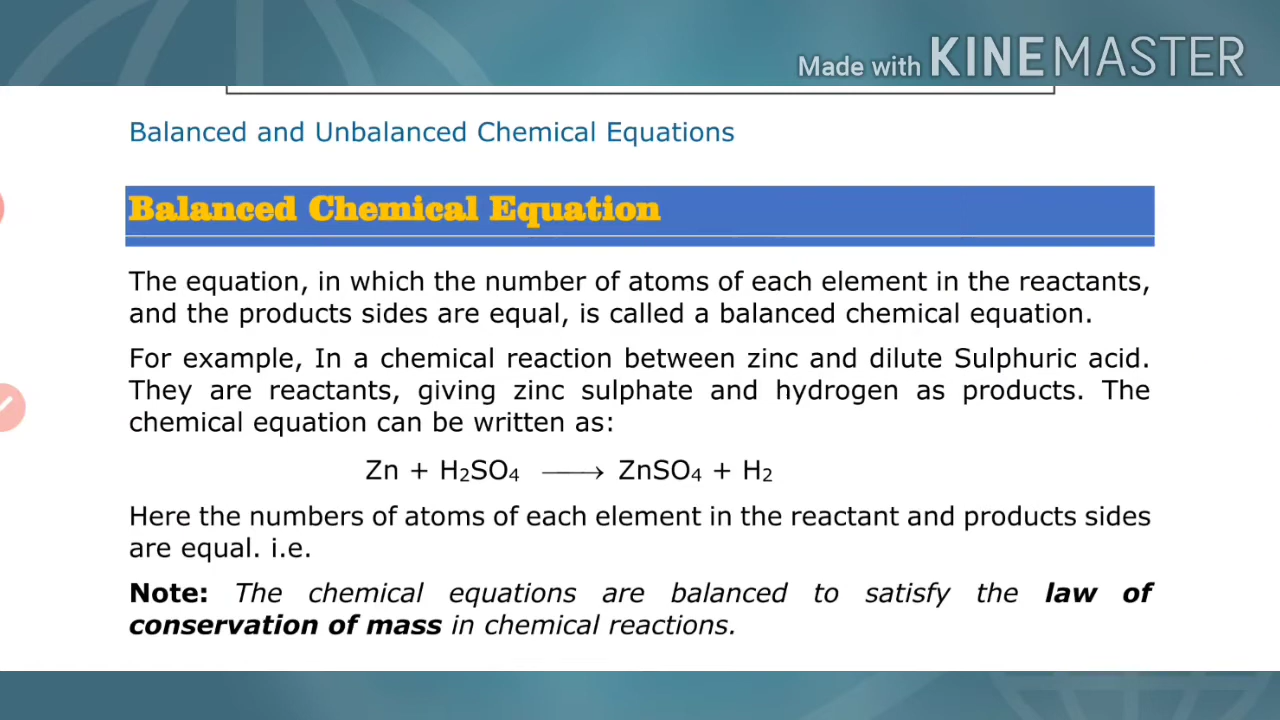 Made with KINEMASTER
Balanced and Unbalanced Chemical Equations
Balanced Chemical Equation
The equation, in which the number of atoms of each element in the reactants,
and the products sides are equal, is called a balanced chemical equation.
For example, In a chemical reaction between zinc and dilute Sulphuric acid.
They are reactants, giving zinc sulphate and hydrogen as products. The
chemical equation can be written as:
Zn + H₂SO₄ ⟶ ZnSO₄ + H₂
Here the numbers of atoms of each element in the reactant and products sides
are equal. i.e.
Note: The chemical equations are balanced to satisfy the law of
conservation of mass in chemical reactions.